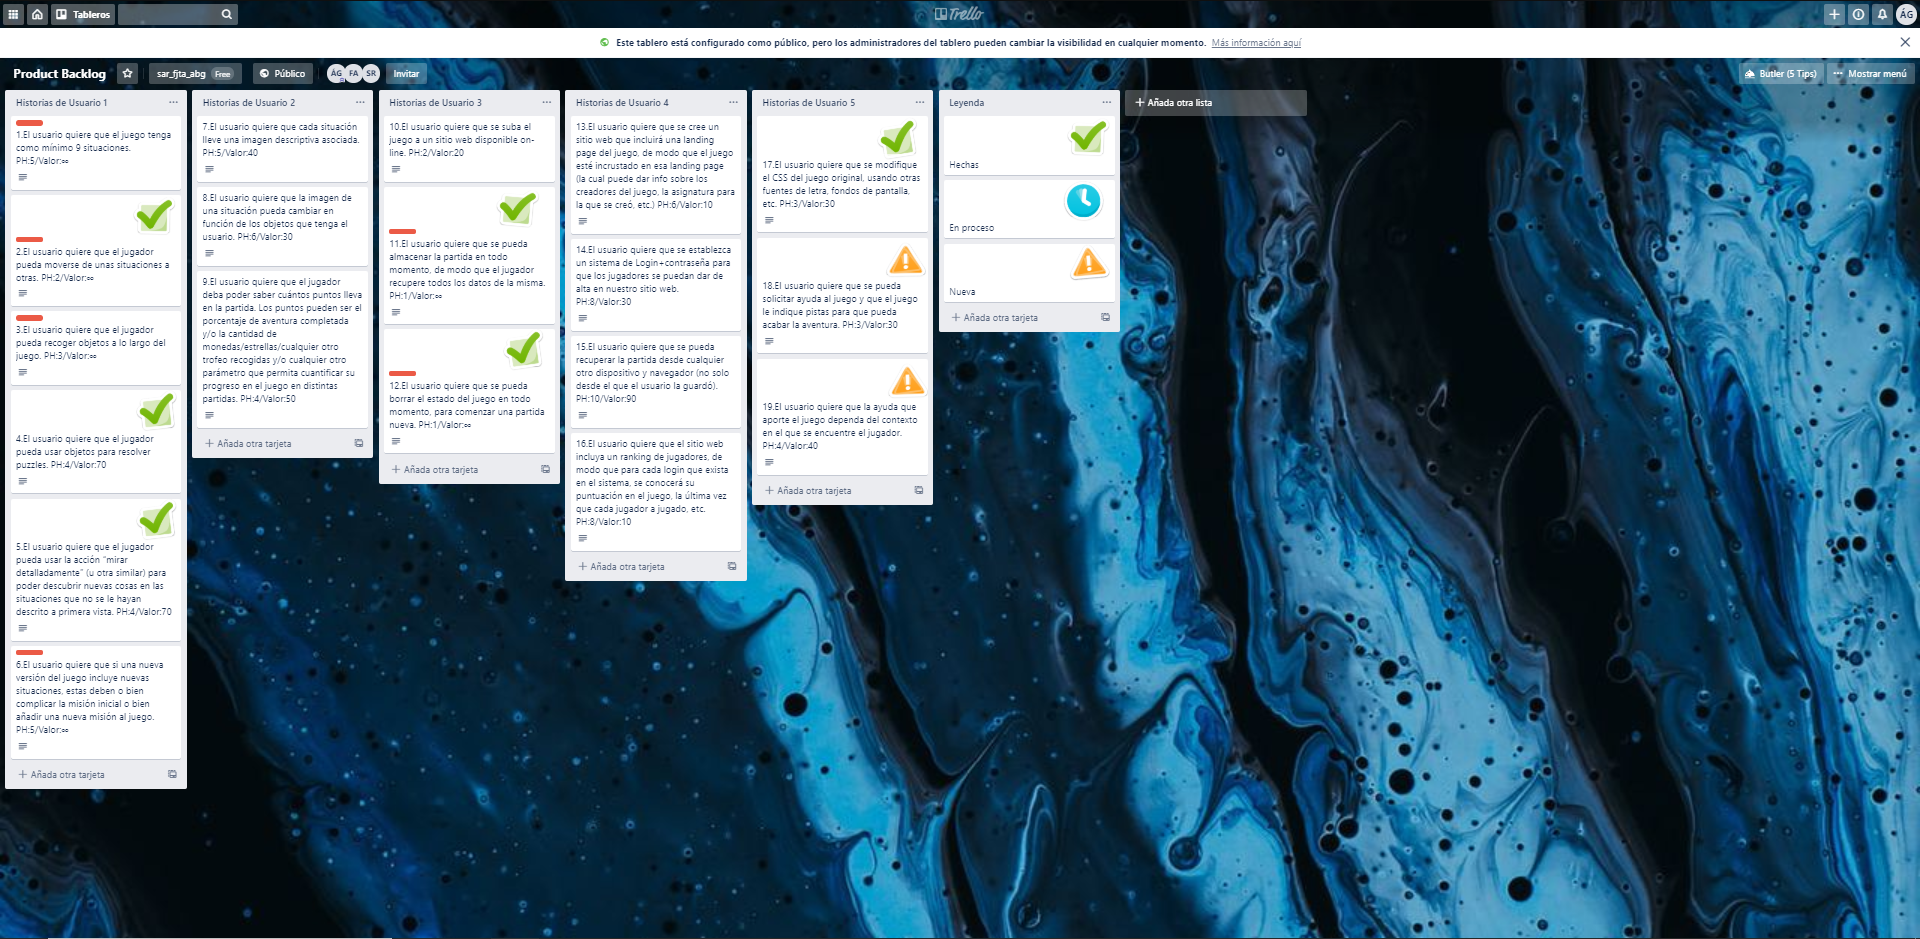 Tableros
Trello
ÁG
Este tablero está configurado como público, pero los administradores del tablero pueden cambiar la visibilidad en cualquier momento. Más información aquí
Product Backlog
sar_fjta_abg Free
Público
ÁG FA SR
Invitar
Butler (5 Tips)
Mostrar menú
Historias de Usuario 1
1.El usuario quiere que el juego tenga
como mínimo 9 situaciones.
PH:5/Valor:∞
2.El usuario quiere que el jugador
pueda moverse de unas situaciones a
otras. PH:2/Valor:∞
3.El usuario quiere que el jugador
pueda recoger objetos a lo largo del
juego. PH:3/Valor:∞
4.El usuario quiere que el jugador
pueda usar objetos para resolver
puzzles. PH:4/Valor:70
5.El usuario quiere que el jugador
pueda usar la acción "mirar
detalladamente" (u otra similar) para
poder descubrir nuevas cosas en las
situaciones que no se le hayan
descrito a primera vista. PH:4/Valor:70
6.El usuario quiere que si una nueva
versión del juego incluye nuevas
situaciones, estas deben o bien
complicar la misión inicial o bien
añadir una nueva misión al juego.
PH:5/Valor:∞
+ Añada otra tarjeta
Historias de Usuario 2
7.El usuario quiere que cada situación
lleve una imagen descriptiva asociada.
PH:5/Valor:40
8.El usuario quiere que la imagen de
una situación pueda cambiar en
función de los objetos que tenga el
usuario. PH:6/Valor:30
9.El usuario quiere que el jugador
deba poder saber cuántos puntos lleva
en la partida. Los puntos pueden ser el
porcentaje de aventura completada
y/o la cantidad de
monedas/estrellas/cualquier otro
trofeo recogidas y/o cualquier otro
parámetro que permita cuantificar su
progreso en el juego en distintas
partidas. PH:4/Valor:50
+ Añada otra tarjeta
Historias de Usuario 3
10.El usuario quiere que se suba el
juego a un sitio web disponible on-
line. PH:2/Valor:20
11.El usuario quiere que se pueda
almacenar la partida en todo
momento, de modo que el jugador
recupere todos los datos de la misma.
PH:1/Valor:∞
12.El usuario quiere que se pueda
borrar el estado del juego en todo
momento, para comenzar una partida
nueva. PH:1/Valor:∞
+ Añada otra tarjeta
Historias de Usuario 4
13.El usuario quiere que se cree un
sitio web que incluirá una landing
page del juego, de modo que el juego
esté incrustado en esa landing page
(la cual puede dar info sobre los
creadores del juego, la asignatura para
la que se creó, etc.) PH:6/Valor:10
14.El usuario quiere que se establezca
un sistema de Login+contraseña para
que los jugadores se puedan dar de
alta en nuestro sitio web.
PH:8/Valor:30
15.El usuario quiere que se pueda
recuperar la partida desde cualquier
otro dispositivo y navegador (no solo
desde el que el usuario la guardó).
PH:10/Valor:90
16.El usuario quiere que el sitio web
incluya un ranking de jugadores, de
modo que para cada login que exista
en el sistema, se conocerá su
puntuación en el juego, la última vez
que cada jugador a jugado, etc.
PH:8/Valor:10
+ Añada otra tarjeta
Historias de Usuario 5
17.El usuario quiere que se modifique
el CSS del juego original, usando otras
fuentes de letra, fondos de pantalla,
etc. PH:3/Valor:30
18.El usuario quiere que se pueda
solicitar ayuda al juego y que el juego
le indique pistas para que pueda
acabar la aventura. PH:3/Valor:30
19.El usuario quiere que la ayuda que
aporte el juego dependa del contexto
en el que se encuentre el jugador.
PH:4/Valor:40
+ Añada otra tarjeta
Leyenda
Hechas
En proceso
Nueva
+ Añada otra tarjeta
+ Añada otra lista